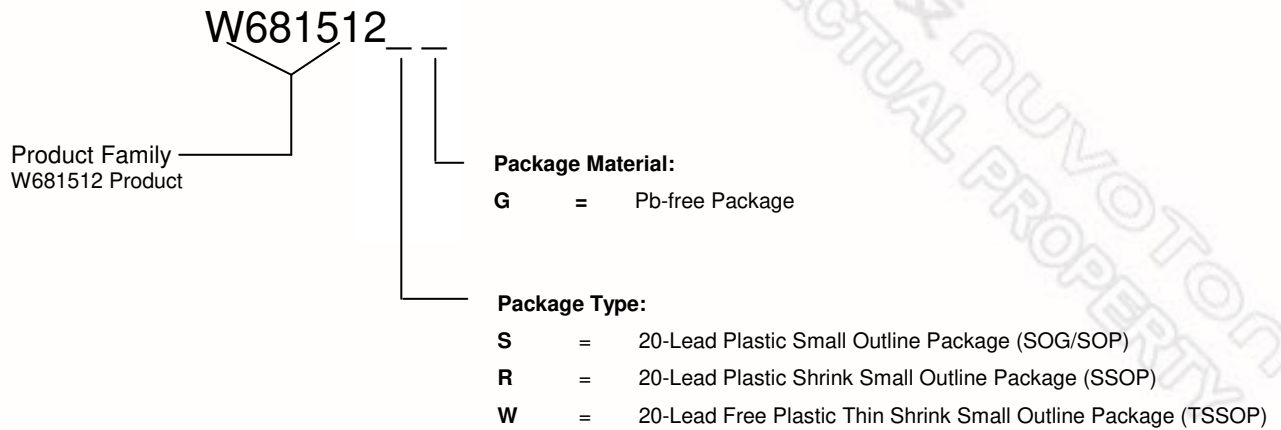 W681512_ _
Product Family
W681512 Product
Package Material:
G = Pb-free Package
Package Type:
S = 20-Lead Plastic Small Outline Package (SOG/SOP)
R = 20-Lead Plastic Shrink Small Outline Package (SSOP)
W = 20-Lead Free Plastic Thin Shrink Small Outline Package (TSSOP)
nuvoton
PROPERTY